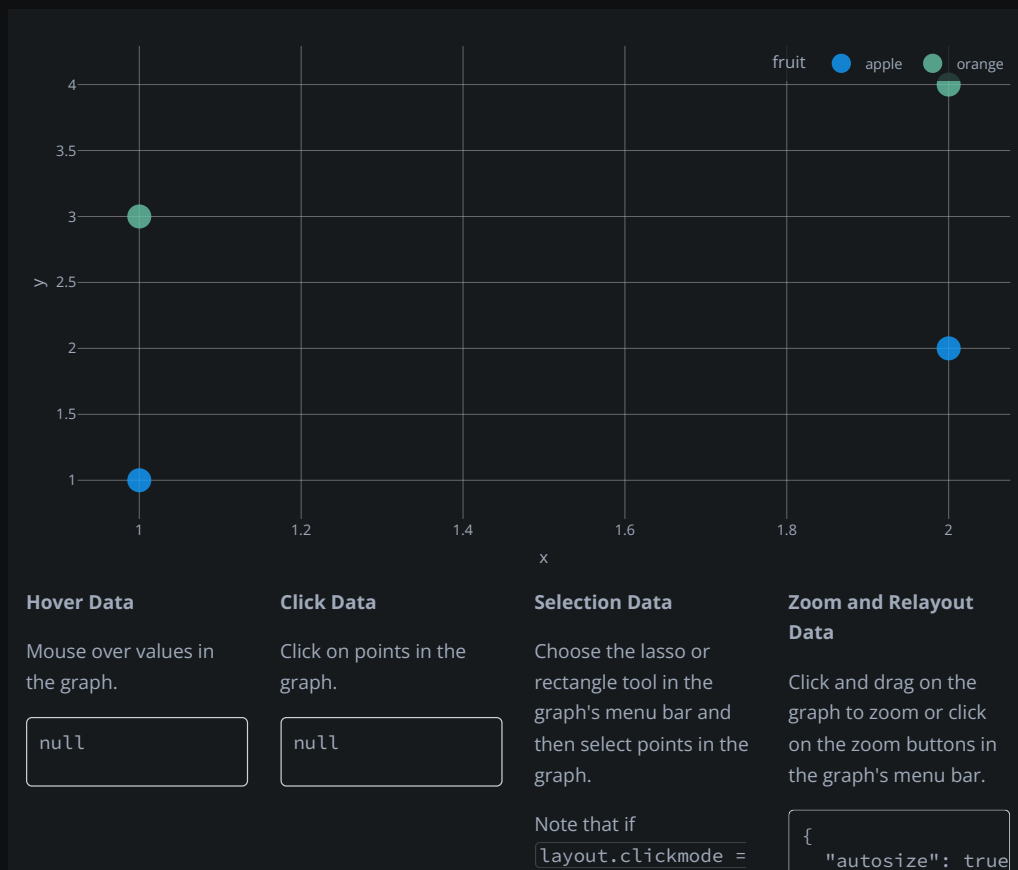 fruit apple orange
4
3.5
3
2.5
2
1.5
1
y
1 1.2 1.4 1.6 1.8 2
x
Hover Data
Mouse over values in
the graph.
null
Click Data
Click on points in the
graph.
null
Selection Data
Choose the lasso or
rectangle tool in the
graph's menu bar and
then select points in the
graph.
Note that if
layout.clickmode =
Zoom and Relayout
Data
Click and drag on the
graph to zoom or click
on the zoom buttons in
the graph's menu bar.
{
"autosize": true